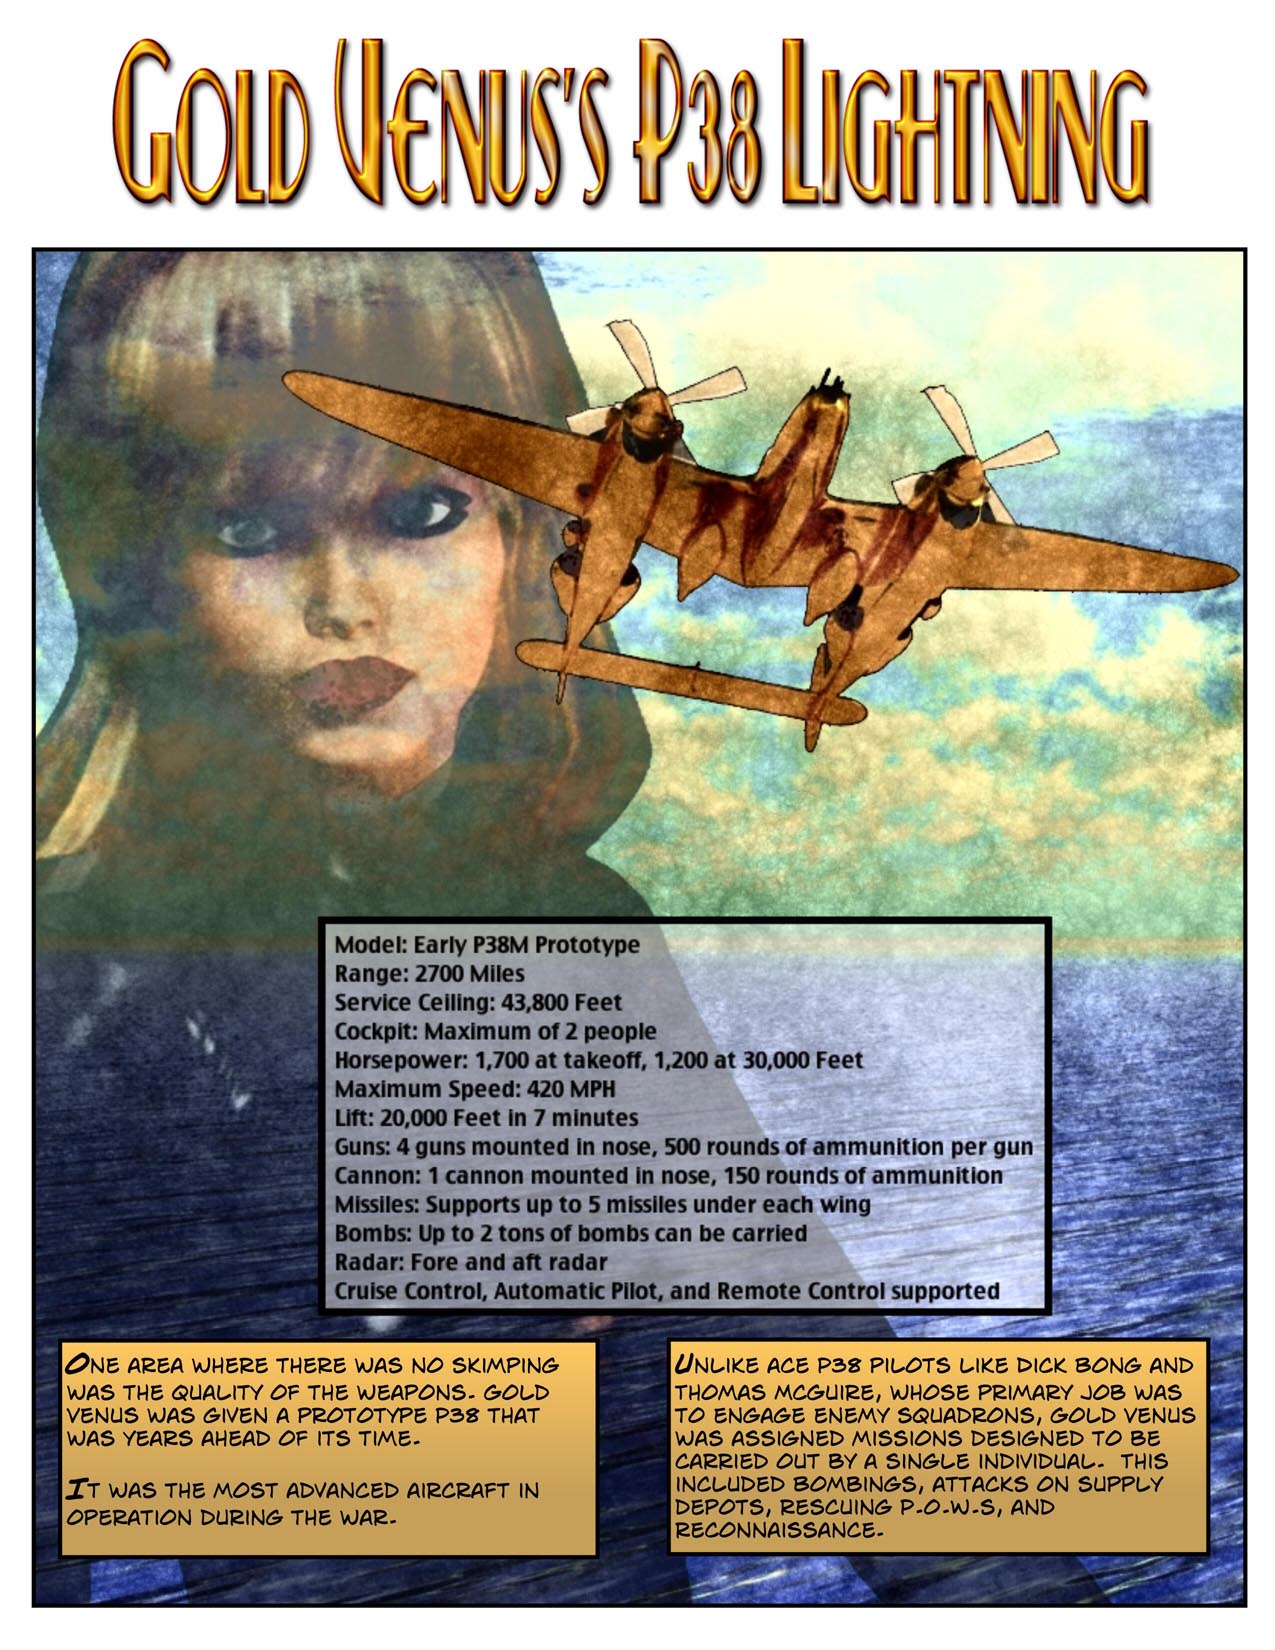 Gold Venus's P38 Lightning
Model: Early P38M Prototype
Range: 2700 Miles
Service Ceiling: 43,800 Feet
Cockpit: Maximum of 2 people
Horsepower: 1,700 at takeoff, 1,200 at 30,000 Feet
Maximum Speed: 420 MPH
Lift: 20,000 Feet in 7 minutes
Guns: 4 guns mounted in nose, 500 rounds of ammunition per gun
Cannon: 1 cannon mounted in nose, 150 rounds of ammunition
Missiles: Supports up to 5 missiles under each wing
Bombs: Up to 2 tons of bombs can be carried
Radar: Fore and aft radar
Cruise Control, Automatic Pilot, and Remote Control supported
ONE AREA WHERE THERE WAS NO SKIMPING
WAS THE QUALITY OF THE WEAPONS. GOLD
VENUS WAS GIVEN A PROTOTYPE P38 THAT
WAS YEARS AHEAD OF ITS TIME.
IT WAS THE MOST ADVANCED AIRCRAFT IN
OPERATION DURING THE WAR.
UNLIKE ACE P38 PILOTS LIKE DICK BONG AND
THOMAS MCGUIRE, WHOSE PRIMARY JOB WAS
TO ENGAGE ENEMY SQUADRONS, GOLD VENUS
WAS ASSIGNED MISSIONS DESIGNED TO BE
CARRIED OUT BY A SINGLE INDIVIDUAL. THIS
INCLUDED BOMBINGS, ATTACKS ON SUPPLY
DEPOTS, RESCUING P.O.W.S, AND
RECONNAISSANCE.